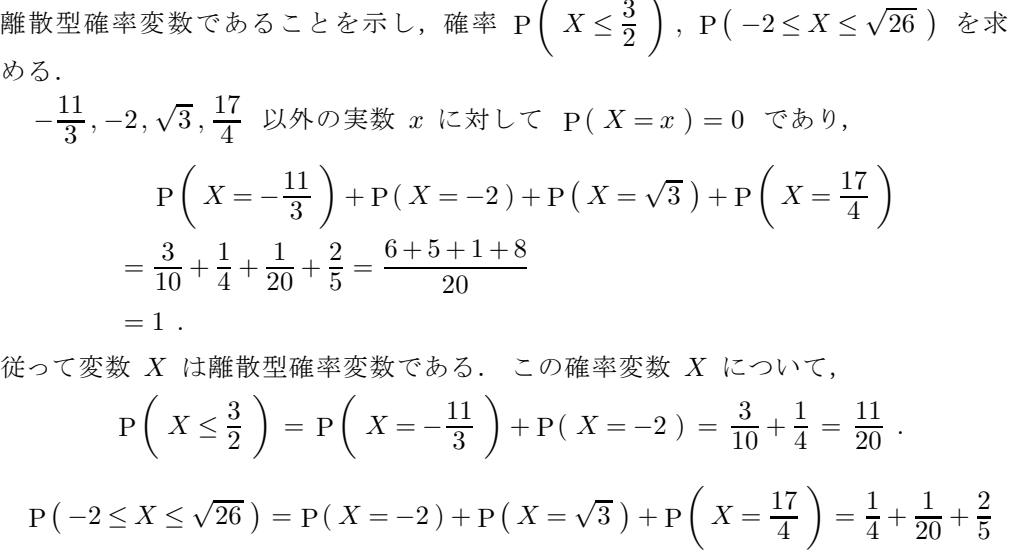 離散型確率変数であることを示し，確率 P( X ≤ 3/2 ) , P( −2 ≤ X ≤ √26 ) を求
める．
−11/3 , −2 , √3 , 17/4 以外の実数 x に対して P( X = x ) = 0 であり，
P( X = −11/3 ) + P( X = −2 ) + P( X = √3 ) + P( X = 17/4 )
= 3/10 + 1/4 + 1/20 + 2/5 = (6+5+1+8)/20
= 1 .
従って変数 X は離散型確率変数である． この確率変数 X について，
P( X ≤ 3/2 ) = P( X = −11/3 ) + P( X = −2 ) = 3/10 + 1/4 = 11/20 .
P( −2 ≤ X ≤ √26 ) = P( X = −2 ) + P( X = √3 ) + P( X = 17/4 ) = 1/4 + 1/20 + 2/5